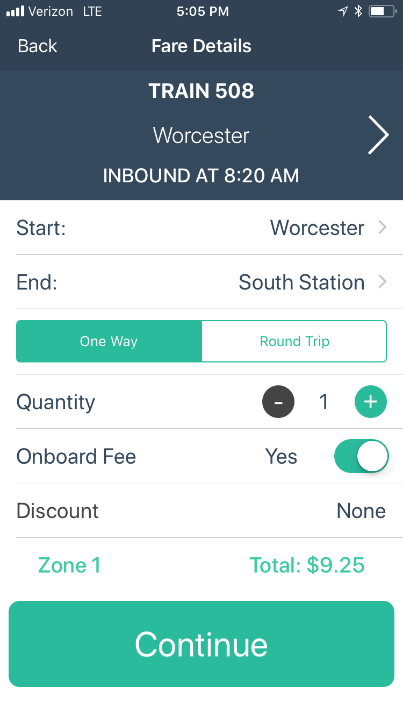 Verizon LTE 5:05 PM
Back Fare Details
TRAIN 508
Worcester
INBOUND AT 8:20 AM
Start: Worcester
End: South Station
One Way Round Trip
Quantity - 1 +
Onboard Fee Yes
Discount None
Zone 1 Total: $9.25
Continue